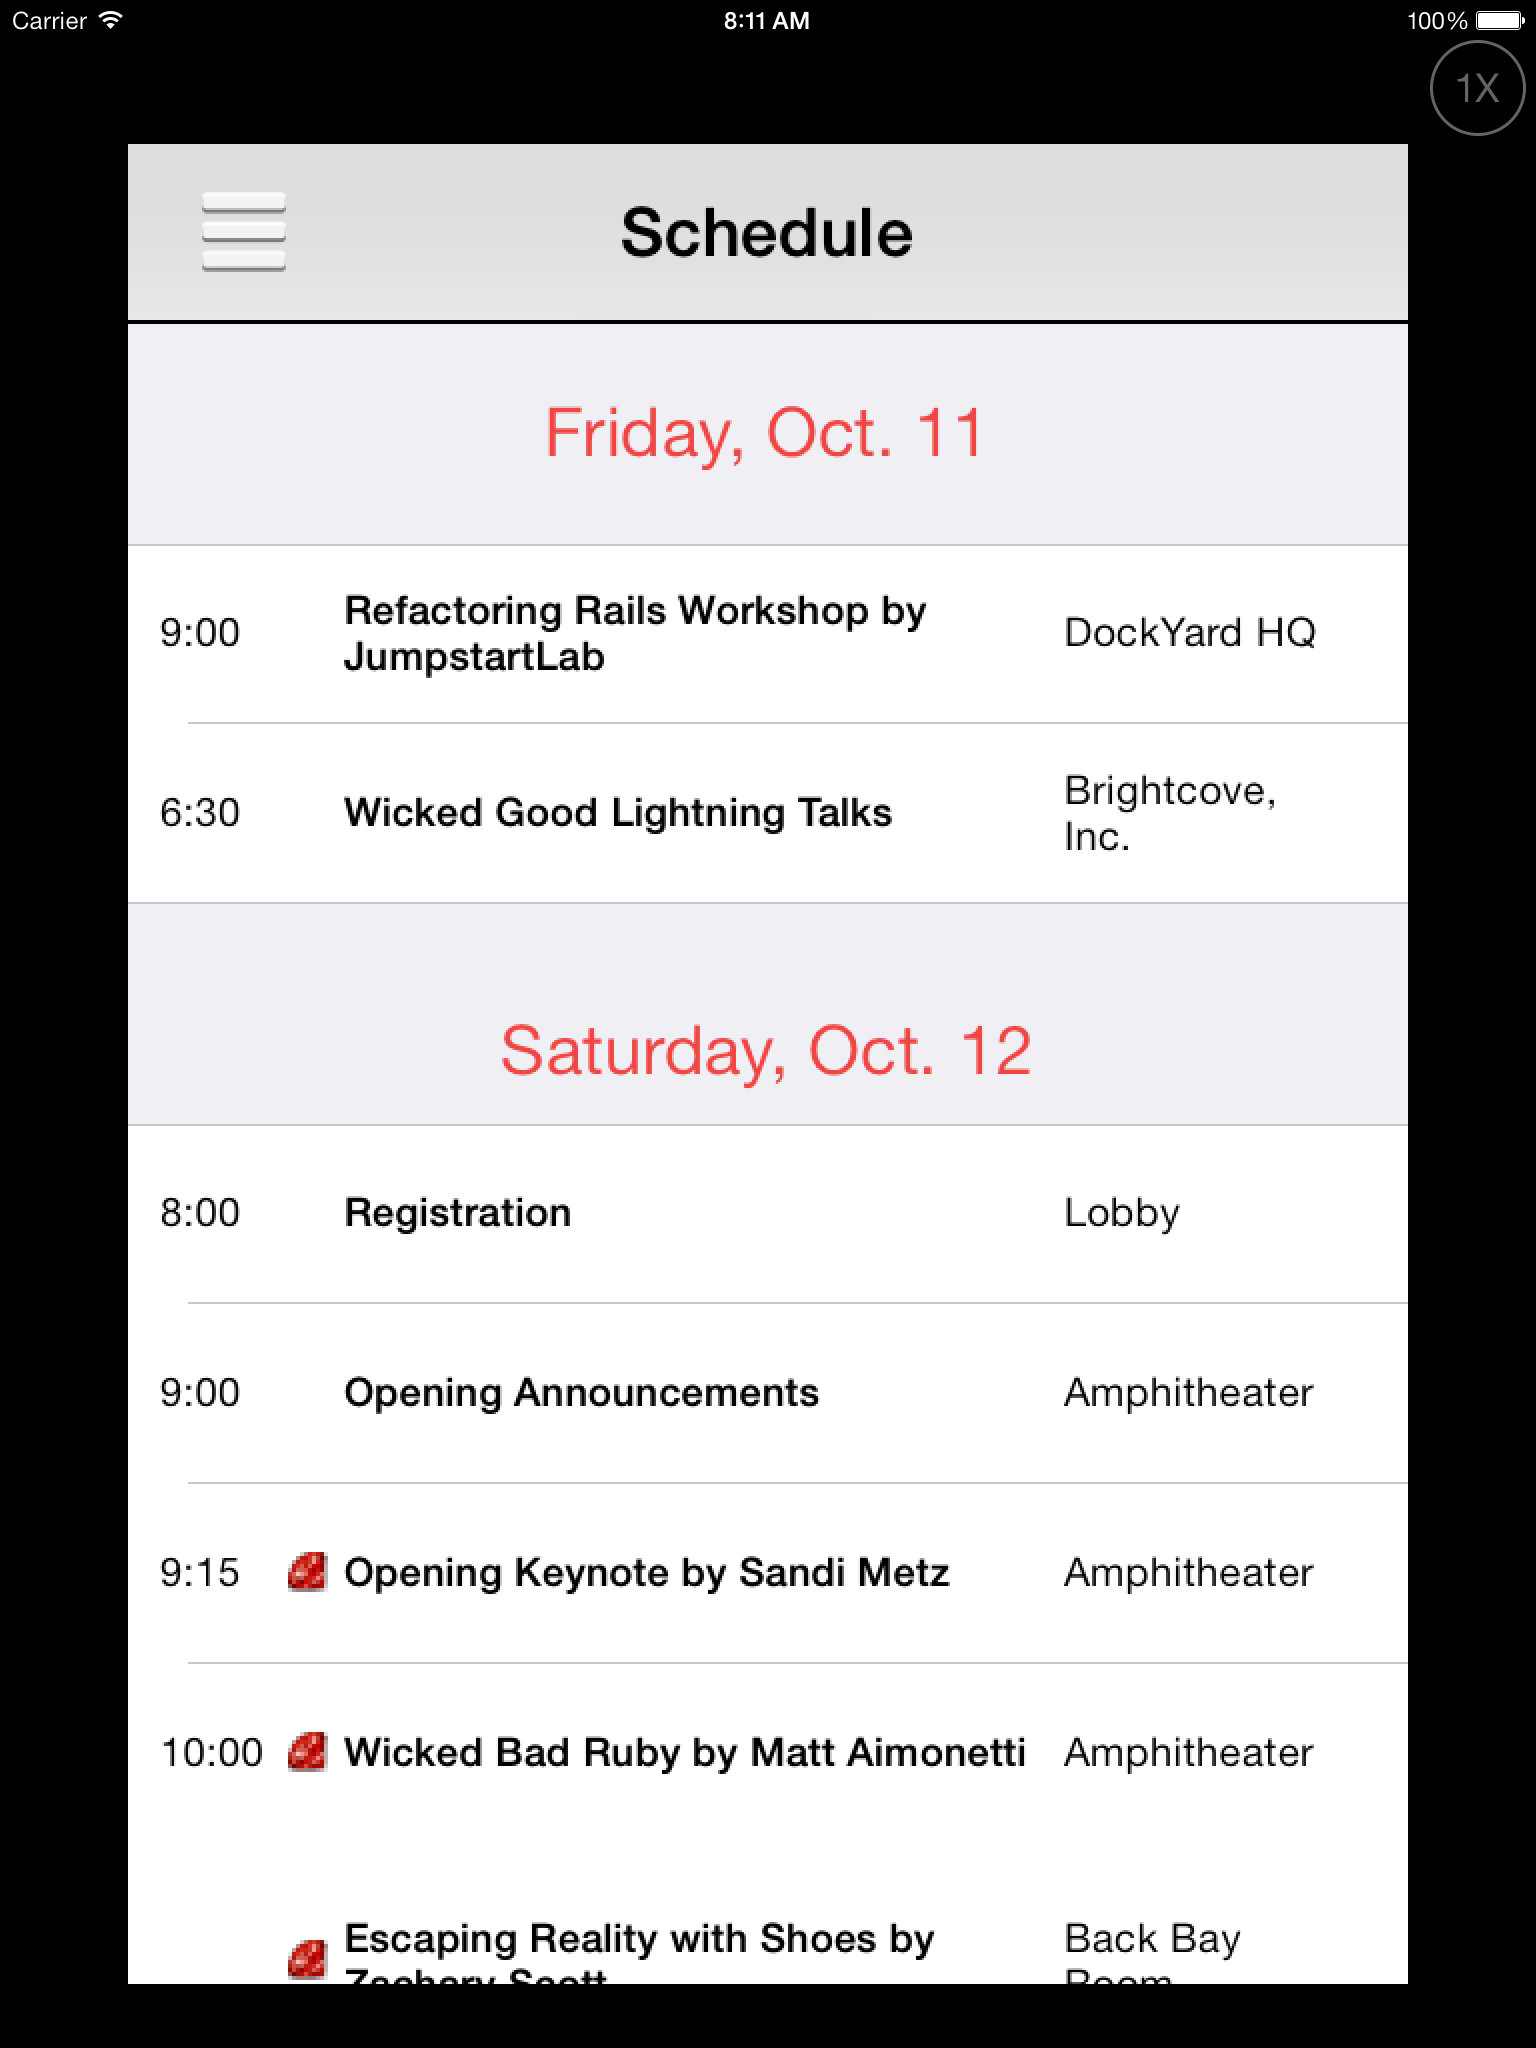 Carrier 8:11 AM 100%
1X
Schedule
Friday, Oct. 11
9:00 Refactoring Rails Workshop by JumpstartLab DockYard HQ
6:30 Wicked Good Lightning Talks Brightcove, Inc.
Saturday, Oct. 12
8:00 Registration Lobby
9:00 Opening Announcements Amphitheater
9:15 Opening Keynote by Sandi Metz Amphitheater
10:00 Wicked Bad Ruby by Matt Aimonetti Amphitheater
Escaping Reality with Shoes by Zachary Scott Back Bay Room